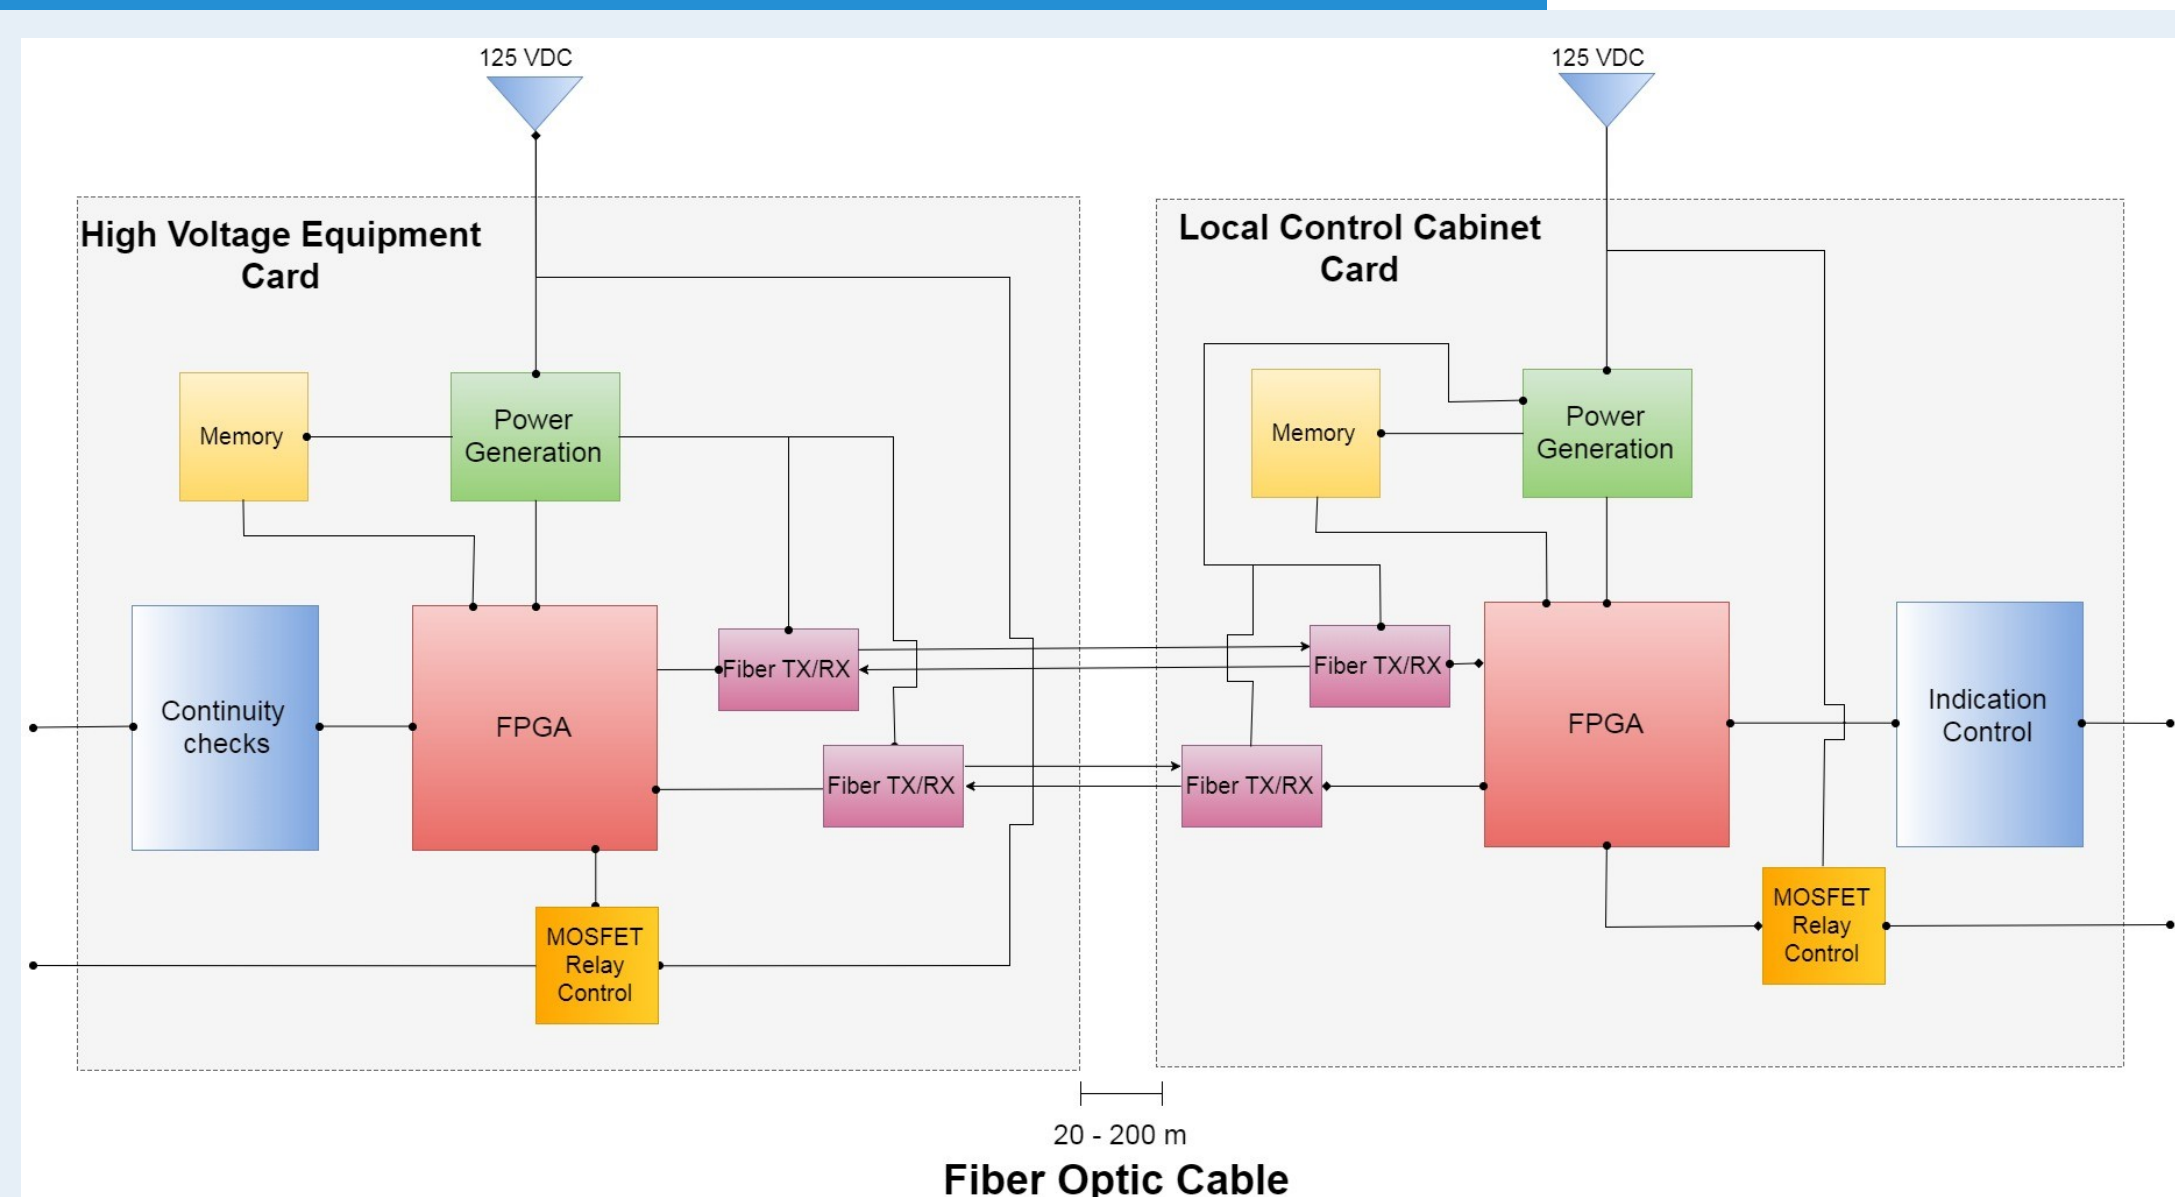 125 VDC
125 VDC
High Voltage Equipment
Card
Local Control Cabinet
Card
Memory
Power
Generation
Memory
Power
Generation
Continuity
checks
FPGA
Fiber TX/RX
Fiber TX/RX
Fiber TX/RX
Fiber TX/RX
FPGA
Indication
Control
MOSFET
Relay
Control
MOSFET
Relay
Control
20 - 200 m
Fiber Optic Cable